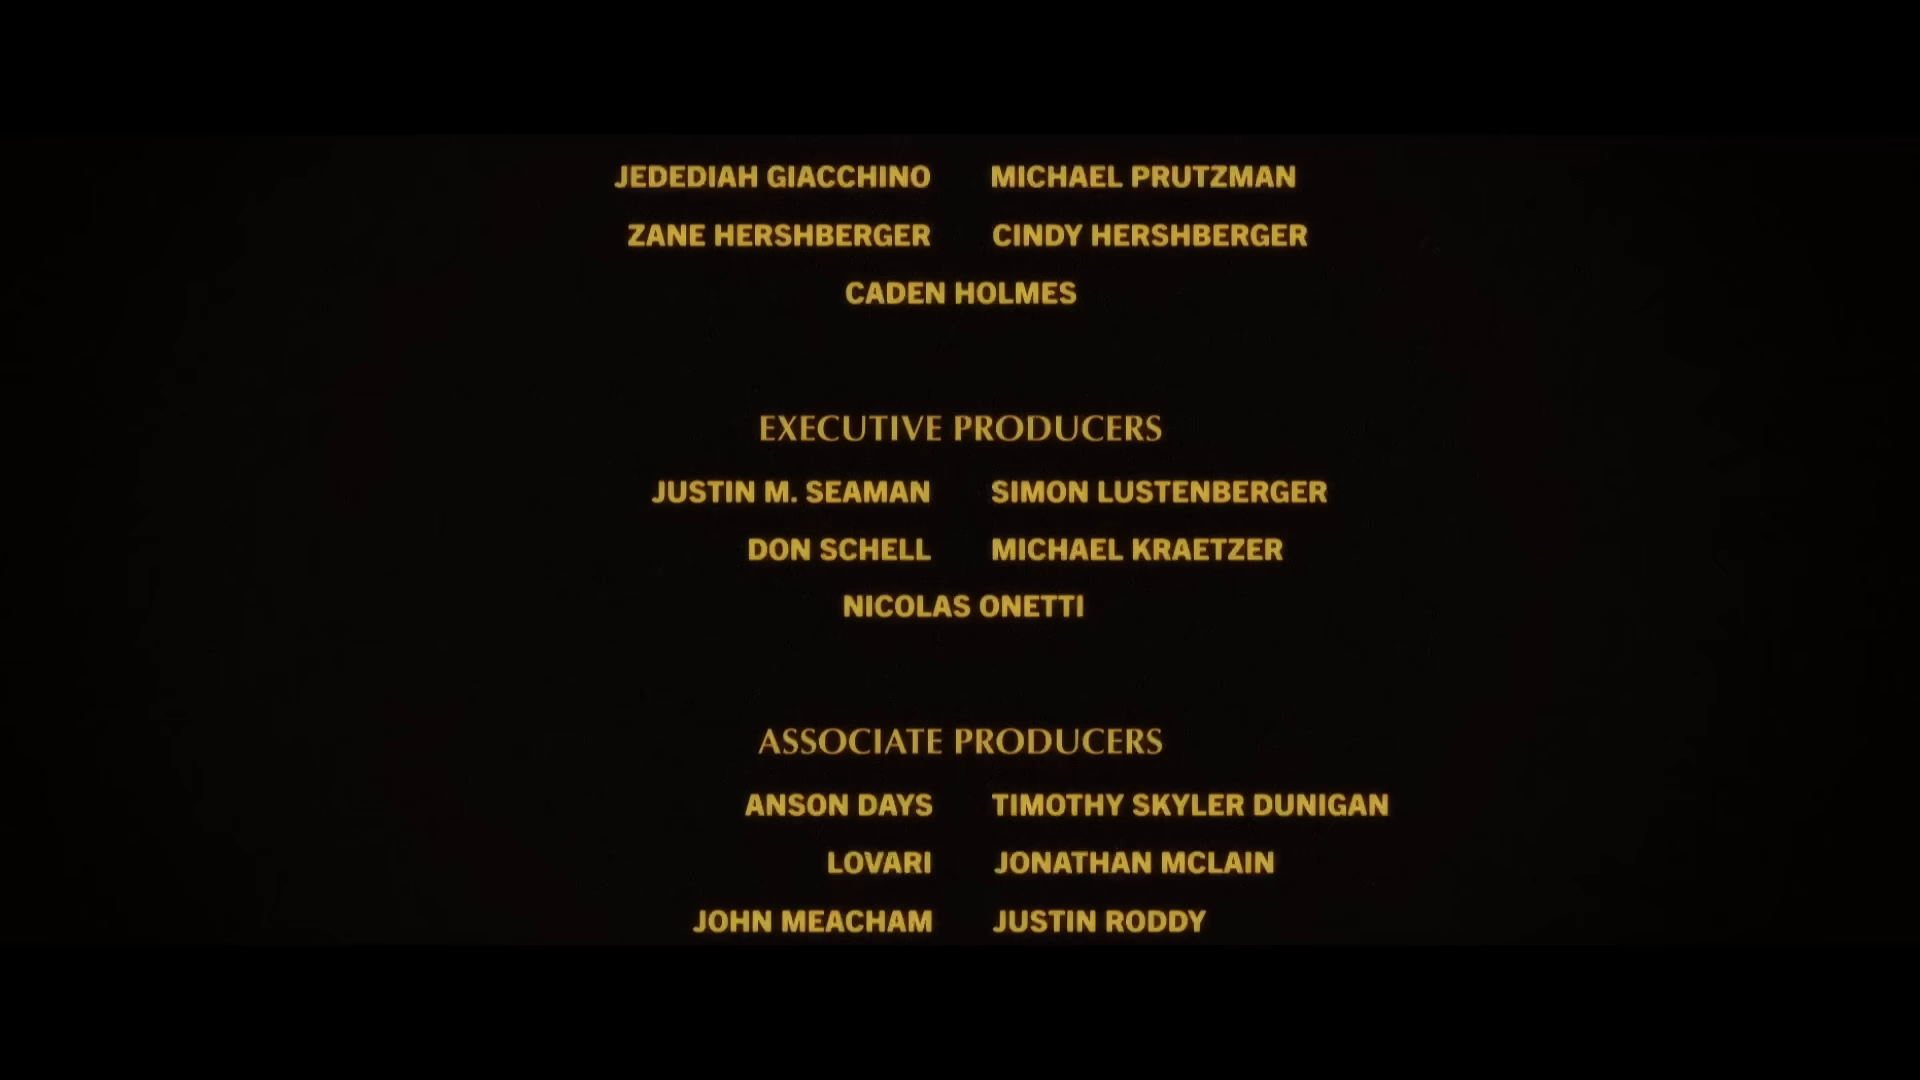 JEDEDIAH GIACCHINO MICHAEL PRUTZMAN
ZANE HERSHBERGER CINDY HERSHBERGER
CADEN HOLMES
EXECUTIVE PRODUCERS
JUSTIN M. SEAMAN SIMON LUSTENBERGER
DON SCHELL MICHAEL KRAETZER
NICOLAS ONETTI
ASSOCIATE PRODUCERS
ANSON DAYS TIMOTHY SKYLER DUNIGAN
LOVARI JONATHAN MCLAIN
JOHN MEACHAM JUSTIN RODDY